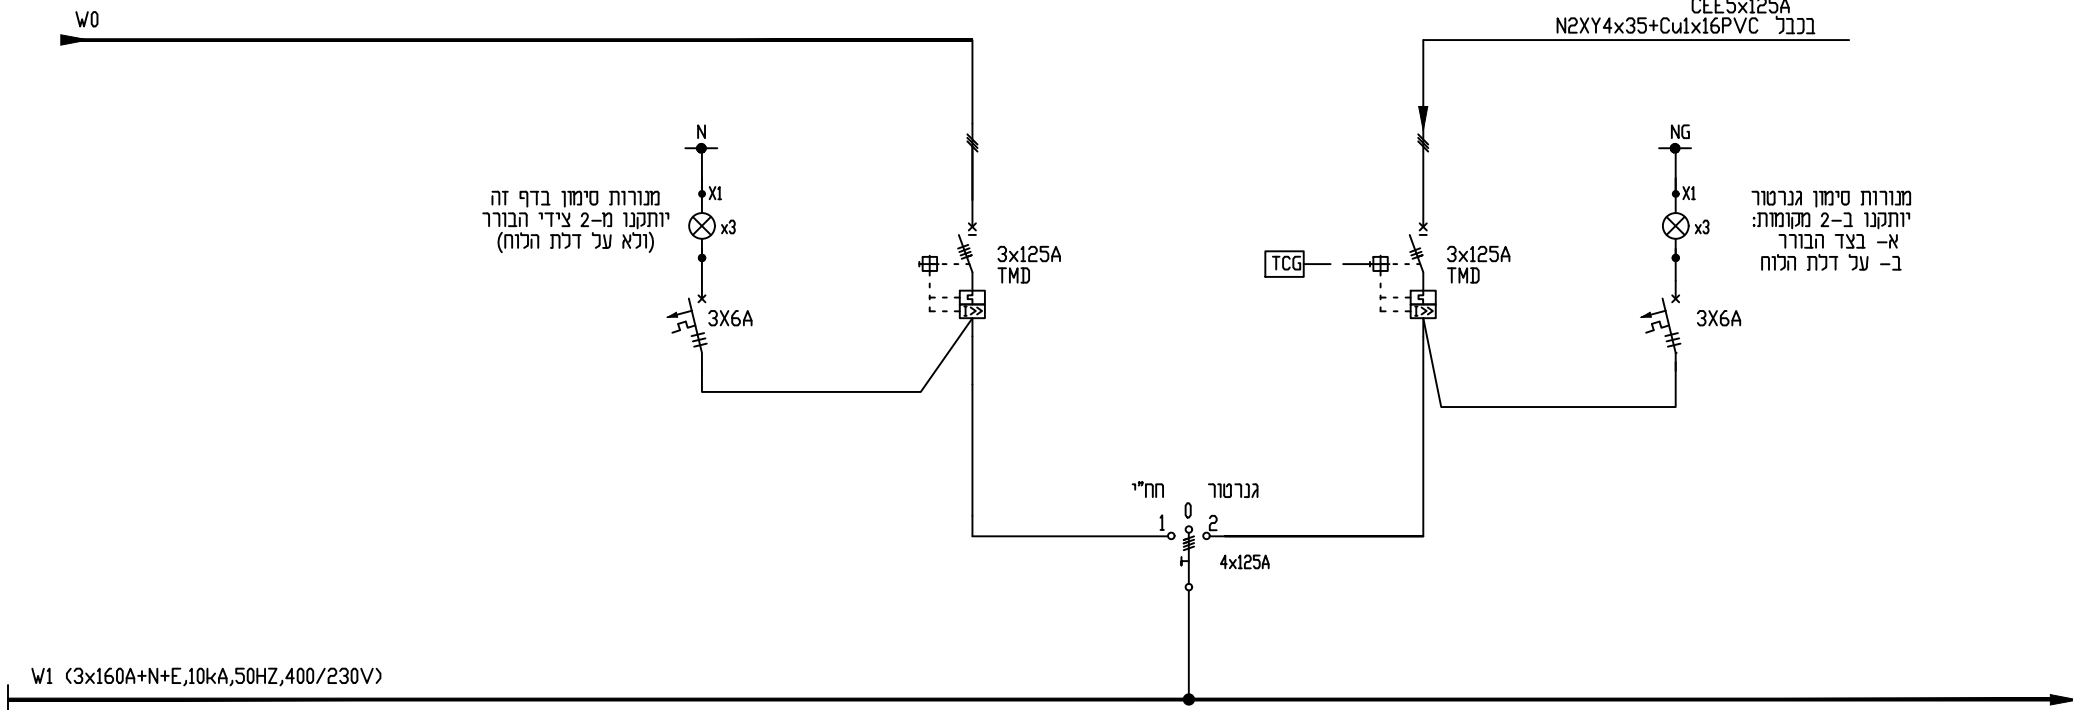 W0
CEE5x125A
N2XY4x35+Cu1x16PVC בכבל
N
X1
x3
מנורות סימון בדף זה
יותקנו מ-2 צידי הבורר
(ולא על דלת הלוח)
3X6A
3x125A
TMD
TCG
3x125A
TMD
NG
X1
x3
מנורות סימון גנרטור
יותקנו ב-2 מקומות:
א- בצד הבורר
ב- על דלת הלוח
3X6A
I>>
I>>
חח"י
גנרטור
1
0
2
4x125A
W1 (3x160A+N+E,10kA,50HZ,400/230V)